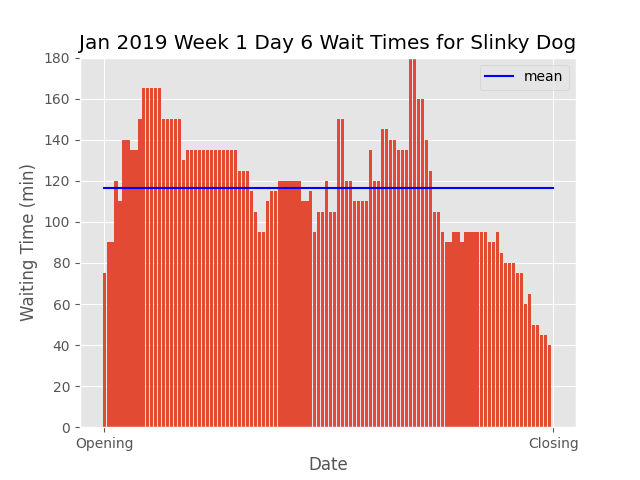 Jan 2019 Week 1 Day 6 Wait Times for Slinky Dog
mean
180
160
140
120
100
80
60
40
20
0
Waiting Time (min)
Opening
Closing
Date